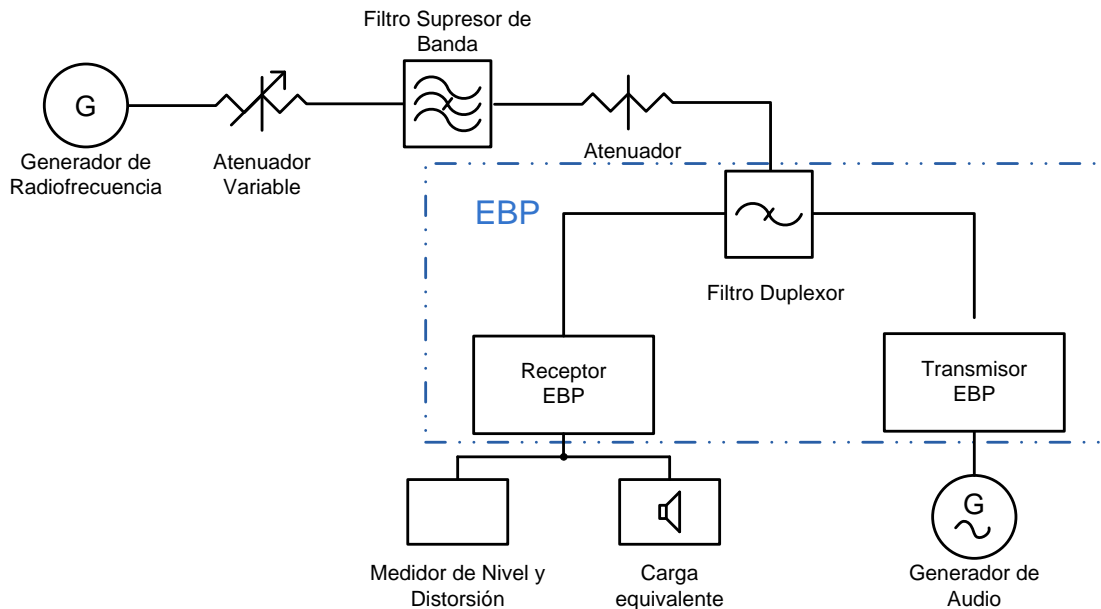 Filtro Supresor de
Banda
G
Generador de
Radiofrecuencia
Atenuador
Variable
Atenuador
EBP
Filtro Duplexor
Receptor
EBP
Transmisor
EBP
Medidor de Nivel y
Distorsión
Carga
equivalente
G
Generador de
Audio